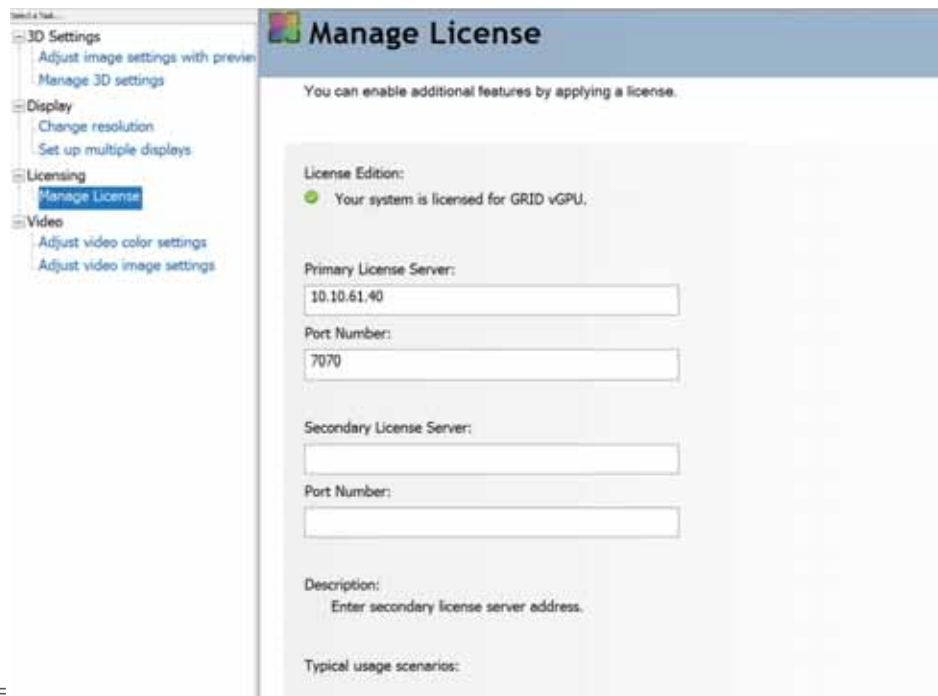 Select a Task...
3D Settings
Adjust image settings with preview
Manage 3D settings
Display
Change resolution
Set up multiple displays
Licensing
Manage License
Video
Adjust video color settings
Adjust video image settings
Manage License
You can enable additional features by applying a license.
License Edition:
Your system is licensed for GRID vGPU.
Primary License Server:
10.10.61.40
Port Number:
7070
Secondary License Server:
Port Number:
Description:
Enter secondary license server address.
Typical usage scenarios: